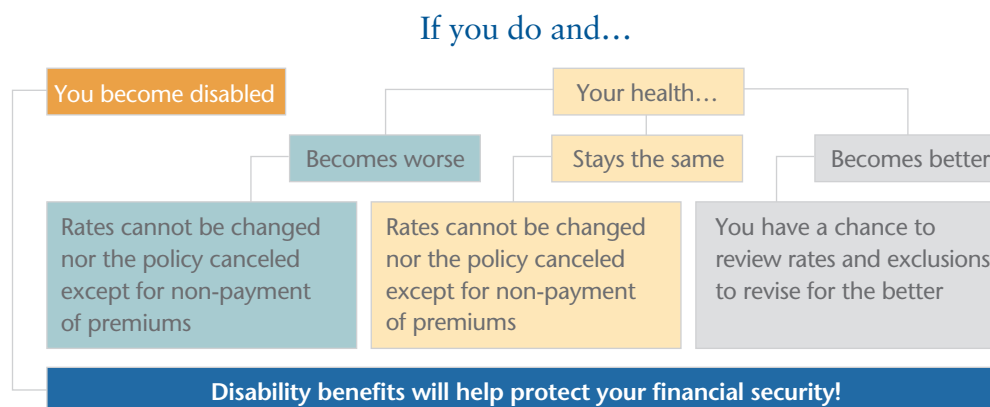 If you do and…
You become disabled
Your health…
Becomes worse
Stays the same
Becomes better
Rates cannot be changed
nor the policy canceled
except for non-payment
of premiums
Rates cannot be changed
nor the policy canceled
except for non-payment
of premiums
You have a chance to
review rates and exclusions
to revise for the better
Disability benefits will help protect your financial security!